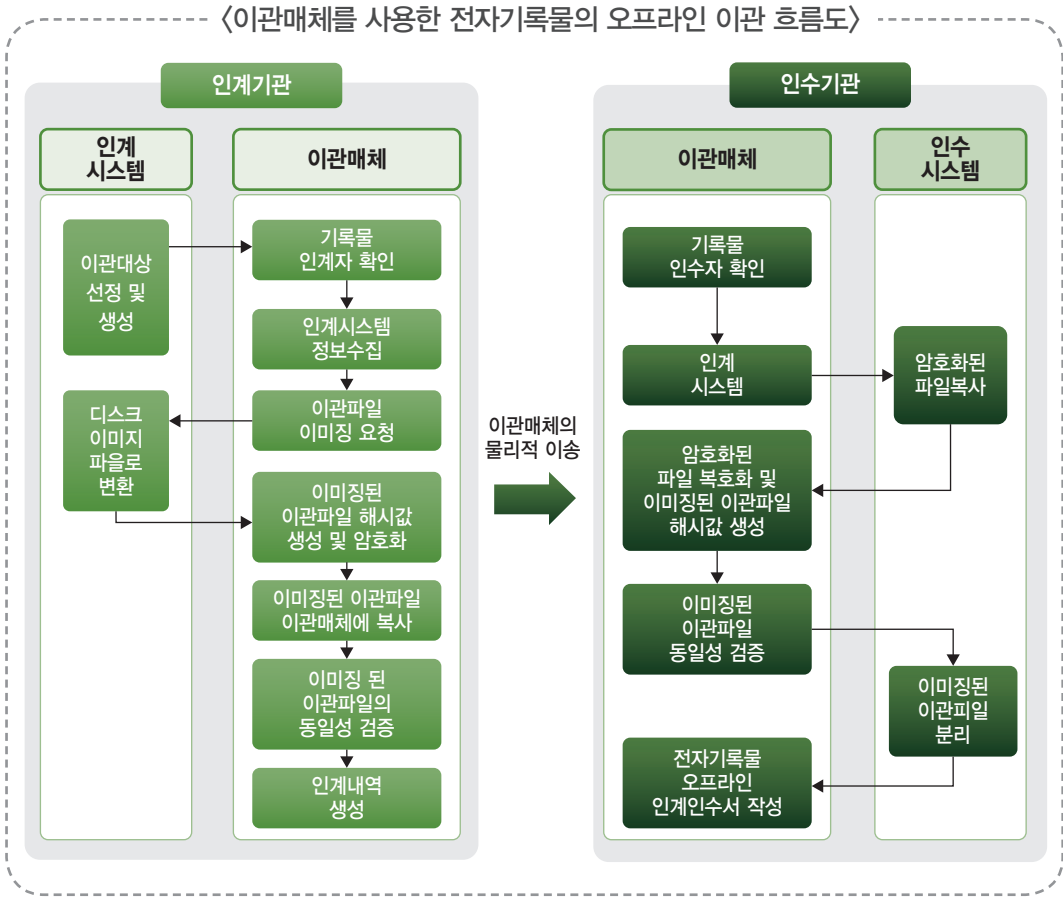 〈이관매체를 사용한 전자기록물의 오프라인 이관 흐름도〉
인계기관
인계
시스템
이관매체
이관대상
선정 및
생성
기록물
인계자 확인
인계시스템
정보수집
이관파일
이미징 요청
디스크
이미지
파을로
변환
이미징된
이관파일 해시값
생성 및 암호화
이미징된 이관파일
이관매체에 복사
이미징 된
이관파일의
동일성 검증
인계내역
생성
이관매체의
물리적 이송
인수기관
이관매체
인수
시스템
기록물
인수자 확인
인계
시스템
암호화된
파일복사
암호화된
파일 복호화 및
이미징된 이관파일
해시값 생성
이미징된
이관파일
동일성 검증
이미징된
이관피일
분리
전자기록물
오프라인
인계인수서 작성